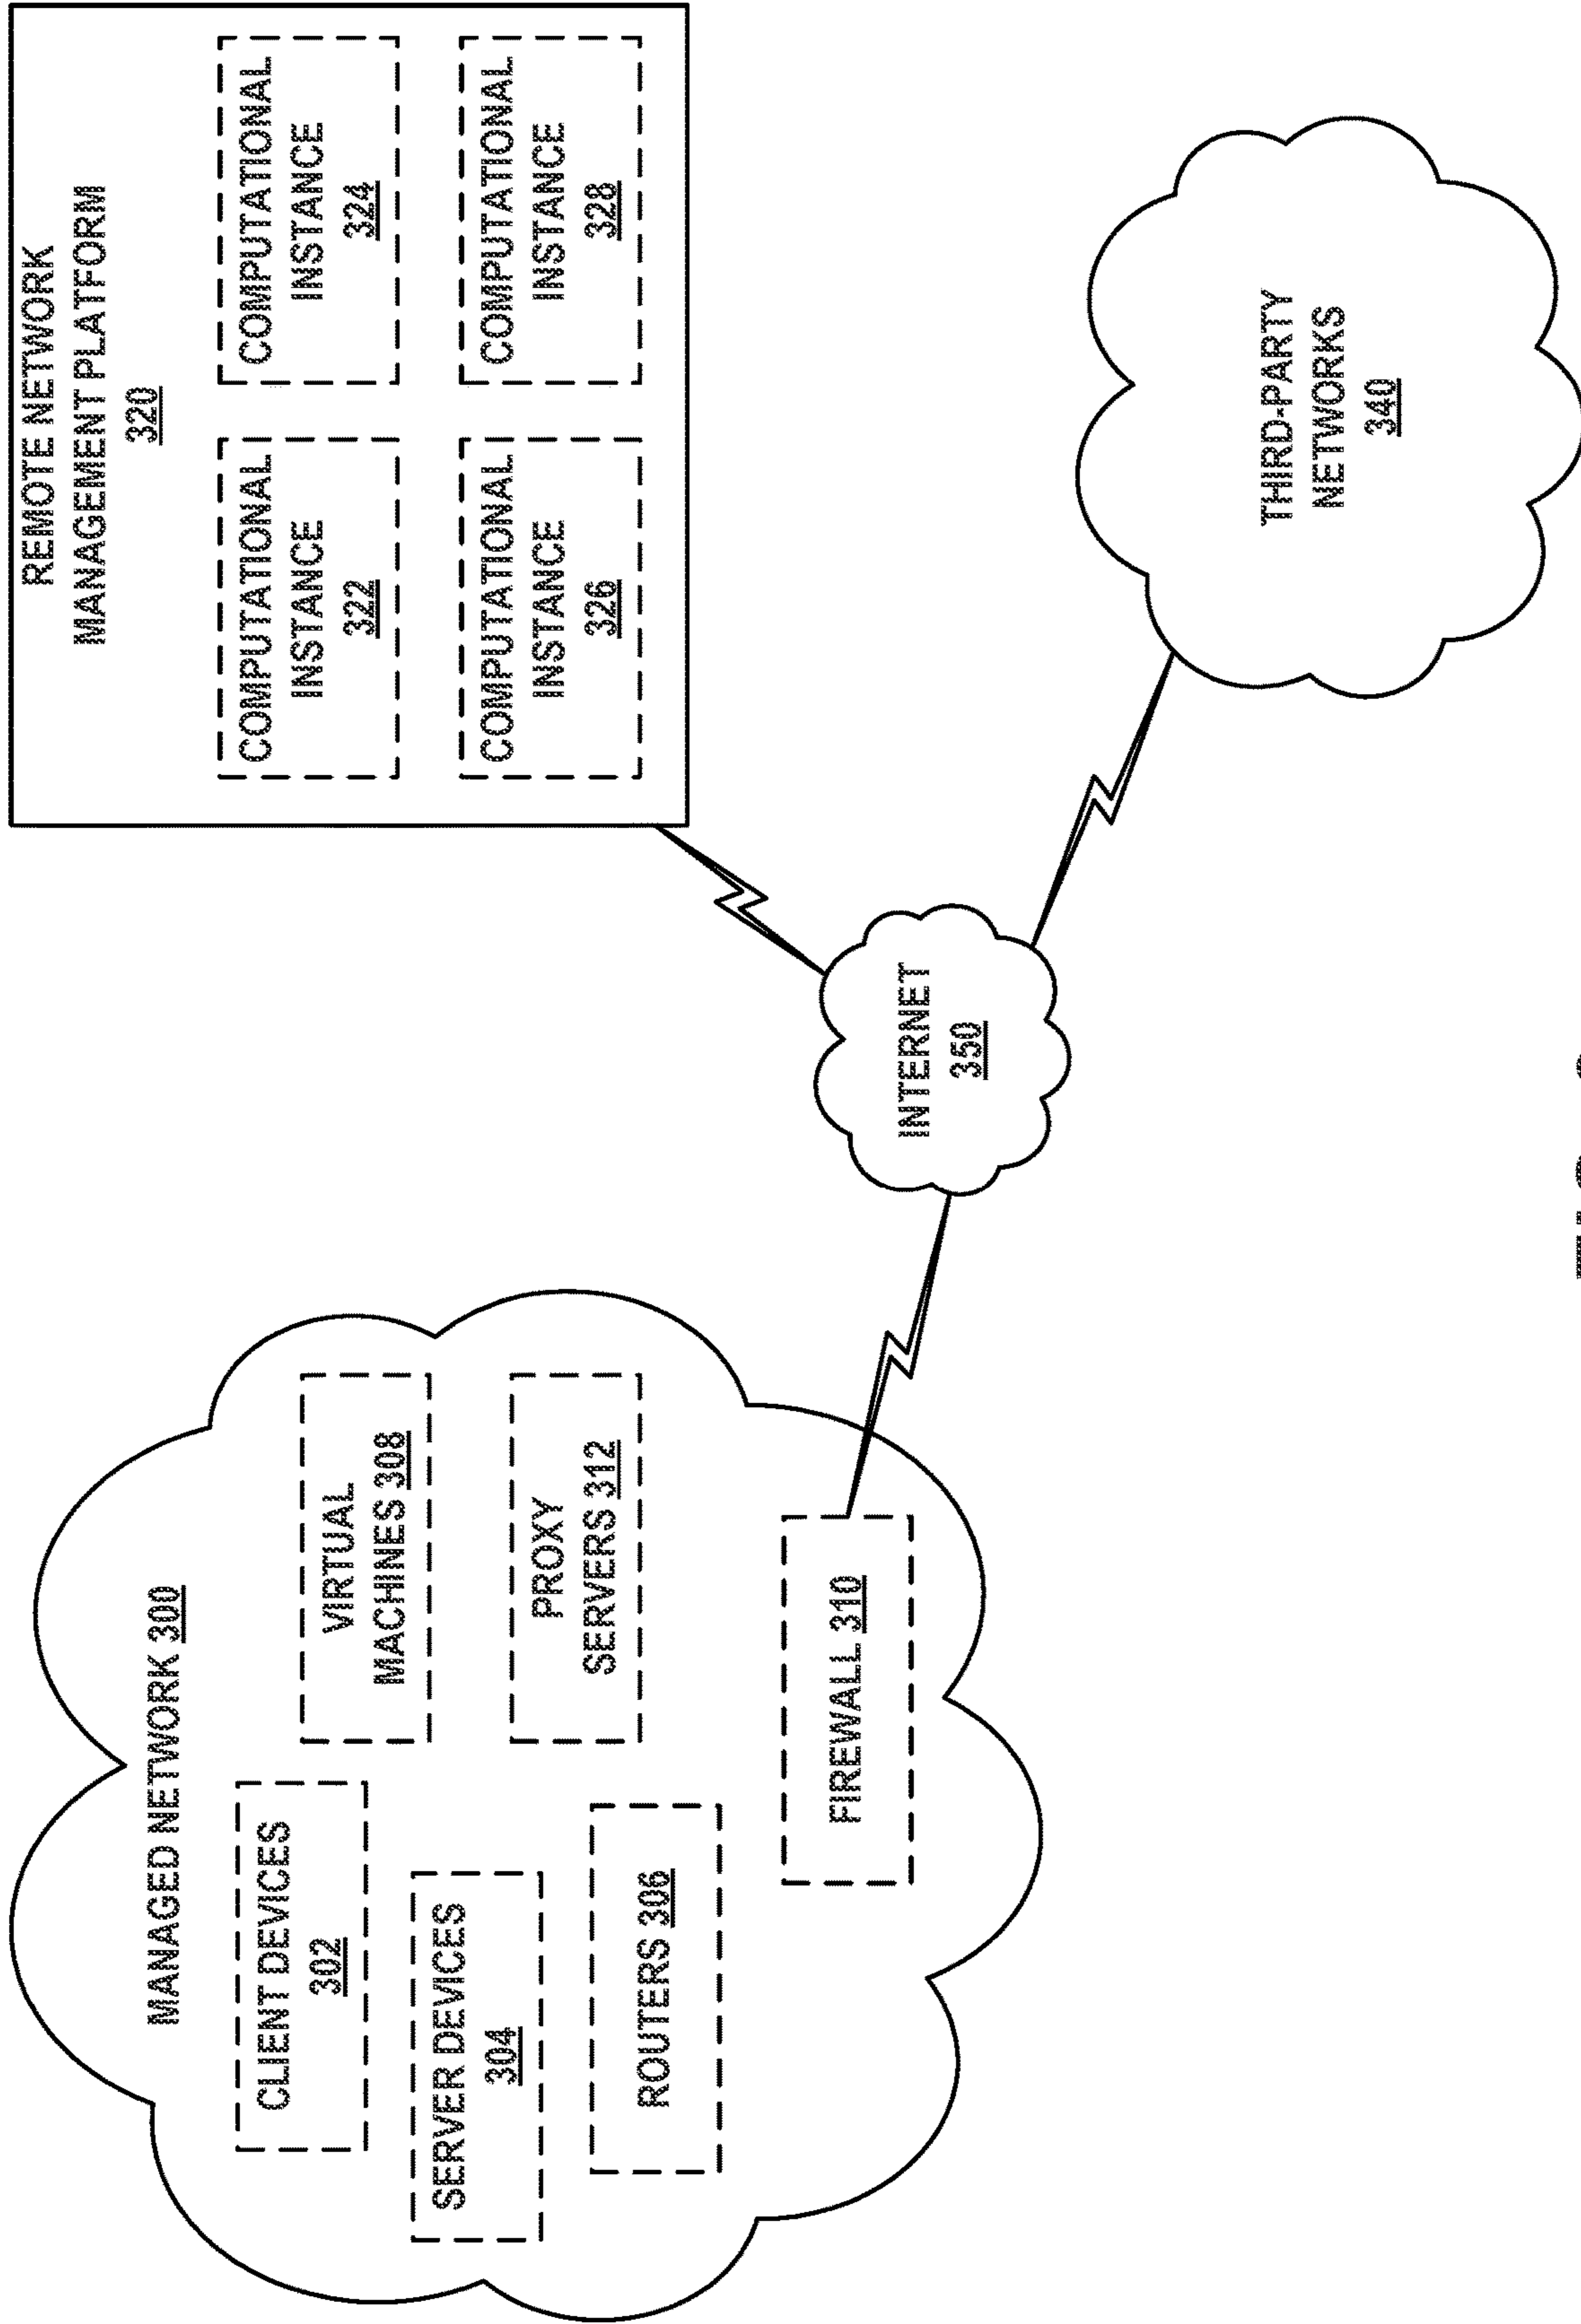 MANAGED NETWORK 300
CLIENT DEVICES
302
VIRTUAL
MACHINES 308
SERVER DEVICES
304
PROXY
SERVERS 312
ROUTERS 306
FIREWALL 310
REMOTE NETWORK
MANAGEMENT PLATFORM
320
COMPUTATIONAL
INSTANCE
322
COMPUTATIONAL
INSTANCE
324
COMPUTATIONAL
INSTANCE
326
COMPUTATIONAL
INSTANCE
328
INTERNET
350
THIRD-PARTY
NETWORKS
340